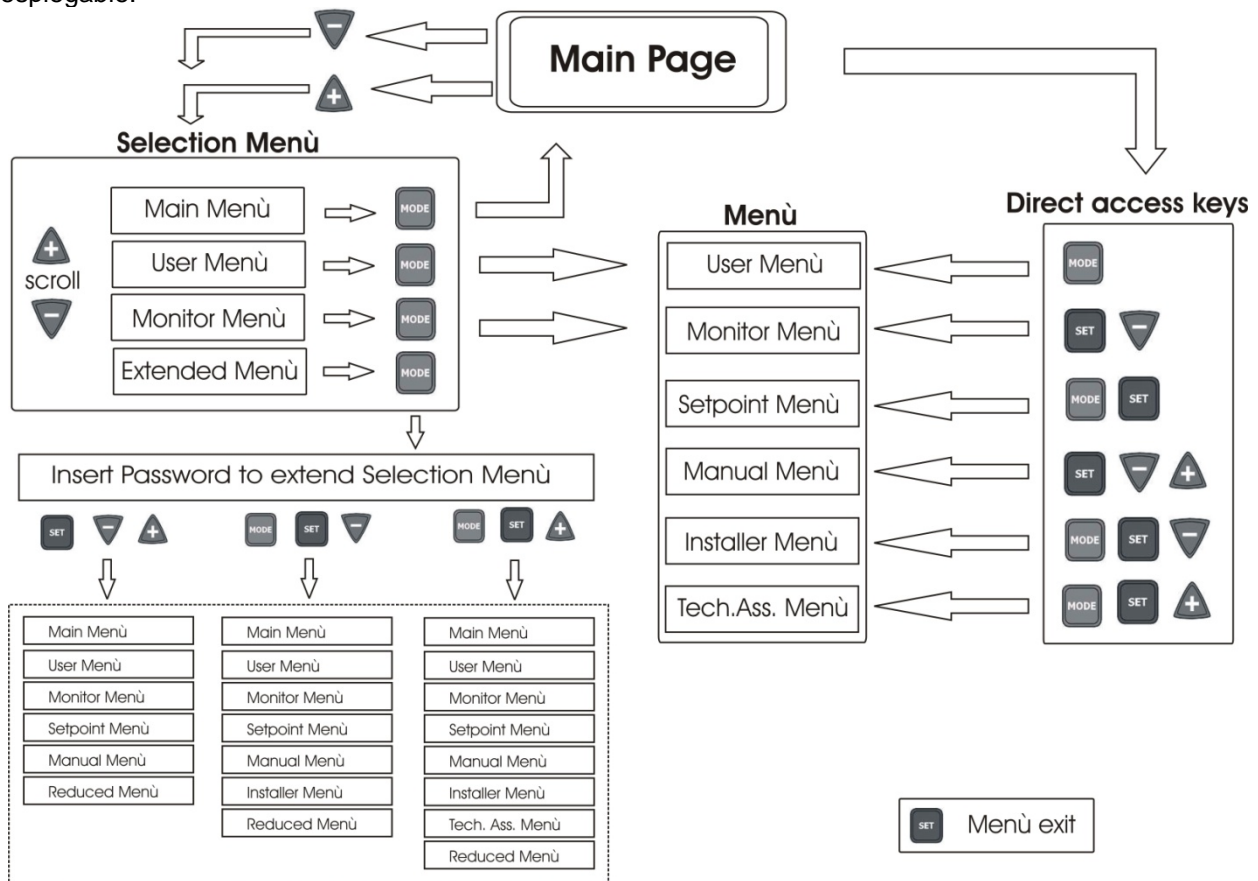 Main Page
Selection Menù
Main Menù
MODE
User Menù
MODE
scroll
Monitor Menù
MODE
Extended Menù
MODE
Insert Password to extend Selection Menù
SET
MODE
SET
MODE
SET
Main Menù
User Menù
Monitor Menù
Setpoint Menù
Manual Menù
Reduced Menù
Main Menù
User Menù
Monitor Menù
Setpoint Menù
Manual Menù
Installer Menù
Reduced Menù
Main Menù
User Menù
Monitor Menù
Setpoint Menù
Manual Menù
Installer Menù
Tech. Ass. Menù
Reduced Menù
Menù
User Menù
Monitor Menù
Setpoint Menù
Manual Menù
Installer Menù
Tech.Ass. Menù
Direct access keys
MODE
SET
MODE SET
SET
MODE SET
MODE SET
SET Menù exit